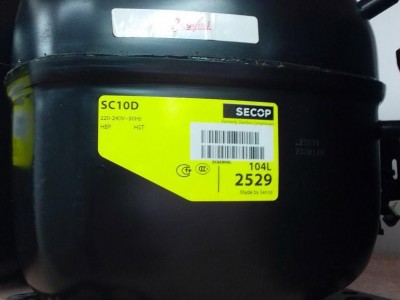 SC10D
SECOP
220-240V~50Hz
HBP HST
104L
2529
Made by Secop